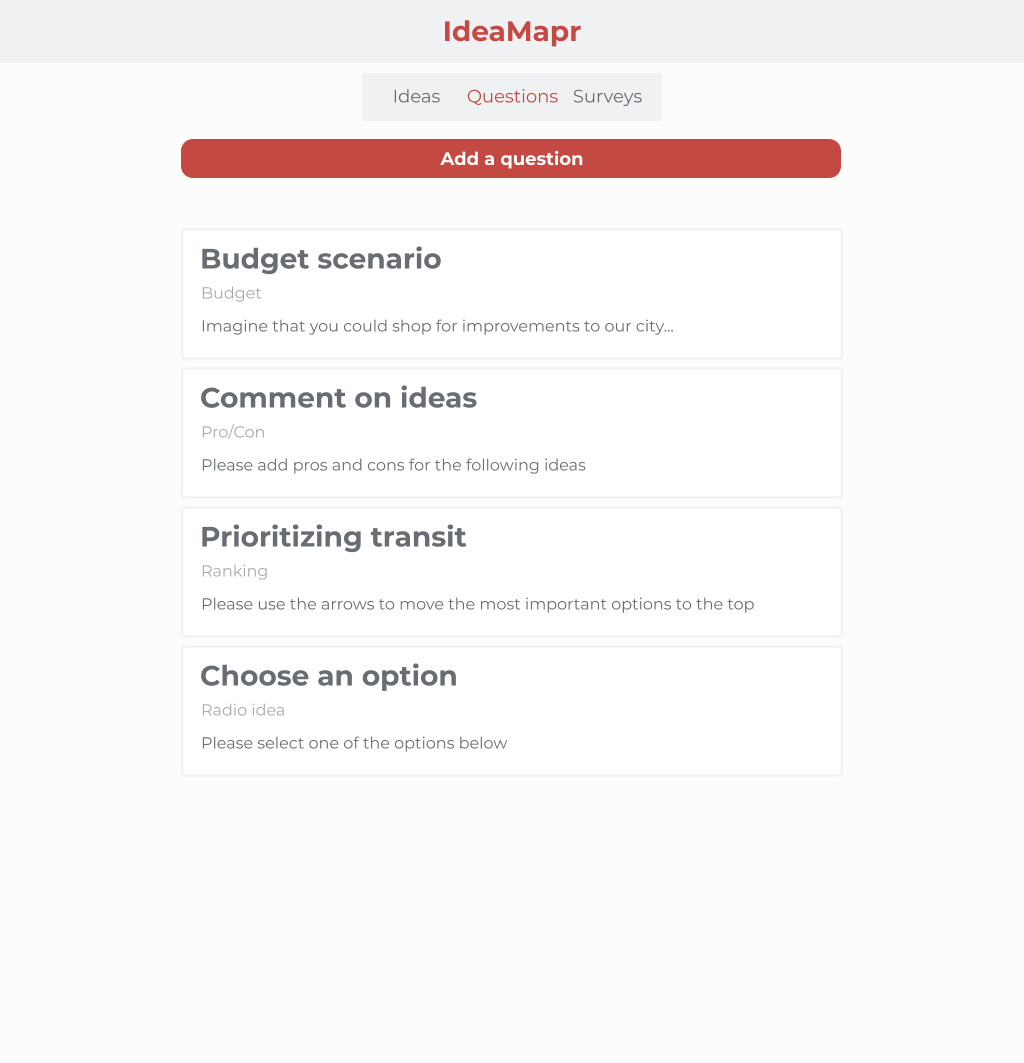 IdeaMapr
Ideas Questions Surveys
Add a question
Budget scenario
Budget
Imagine that you could shop for improvements to our city...
Comment on ideas
Pro/Con
Please add pros and cons for the following ideas
Prioritizing transit
Ranking
Please use the arrows to move the most important options to the top
Choose an option
Radio idea
Please select one of the options below